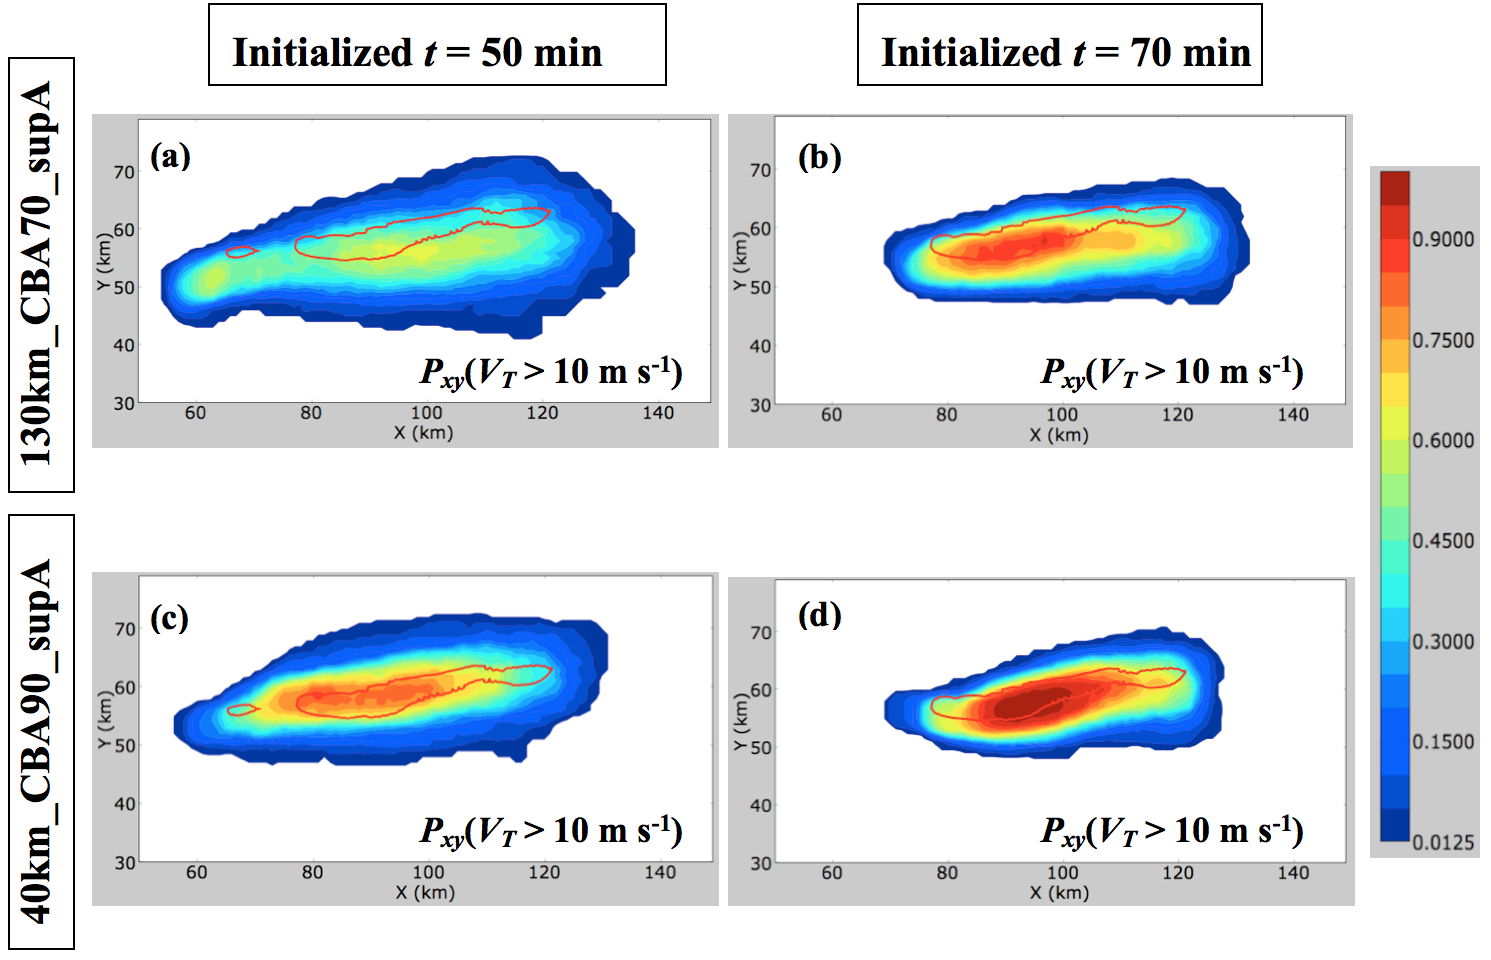 Initialized t = 50 min
Initialized t = 70 min
130km_CBA70_supA
(a)
70
60
50
40
30
Y (km)
60 80 100 120 140
X (km)
Pxy(VT > 10 m s-1)
(b)
70
60
50
40
30
Y (km)
60 80 100 120 140
X (km)
Pxy(VT > 10 m s-1)
40km_CBA90_supA
(c)
70
60
50
40
30
Y (km)
60 80 100 120 140
X (km)
Pxy(VT > 10 m s-1)
(d)
70
60
50
40
30
Y (km)
60 80 100 120 140
X (km)
Pxy(VT > 10 m s-1)
0.9000
0.7500
0.6000
0.4500
0.3000
0.1500
0.0125